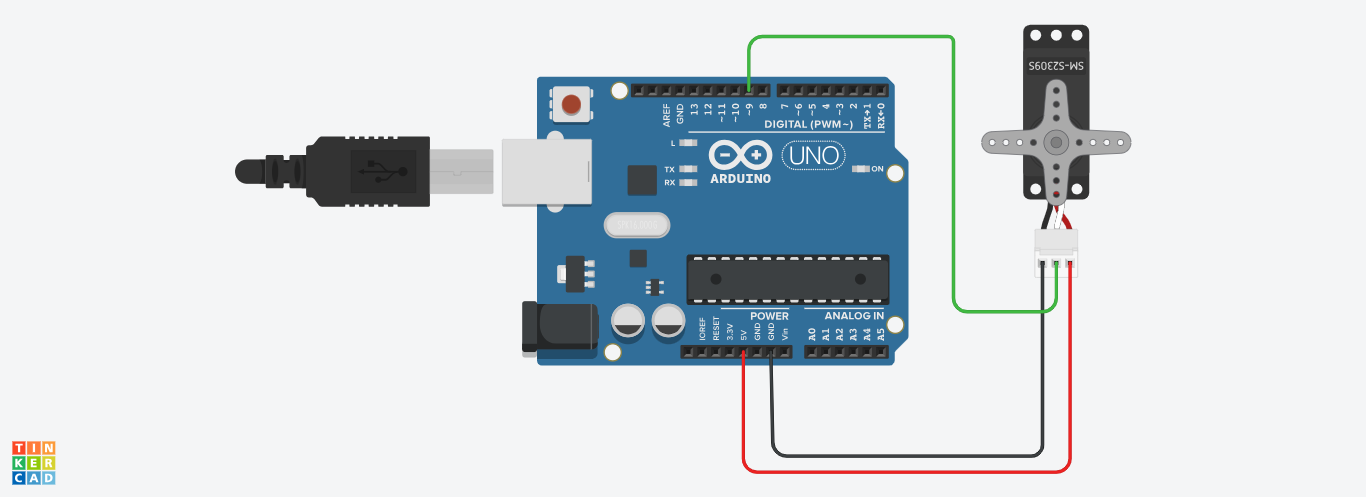 SM-S2309S
AREF
GND
13
12
~11
~10
~9
8
7
~6
~5
4
~3
2
TX→1
RX←0
DIGITAL (PWM~)
L
TX
RX
ARDUINO
UNO
ON
POWER
ANALOG IN
IOREF
RESET
3.3V
5V
GND
GND
Vin
A0
A1
A2
A3
A4
A5
TIN
KER
CAD